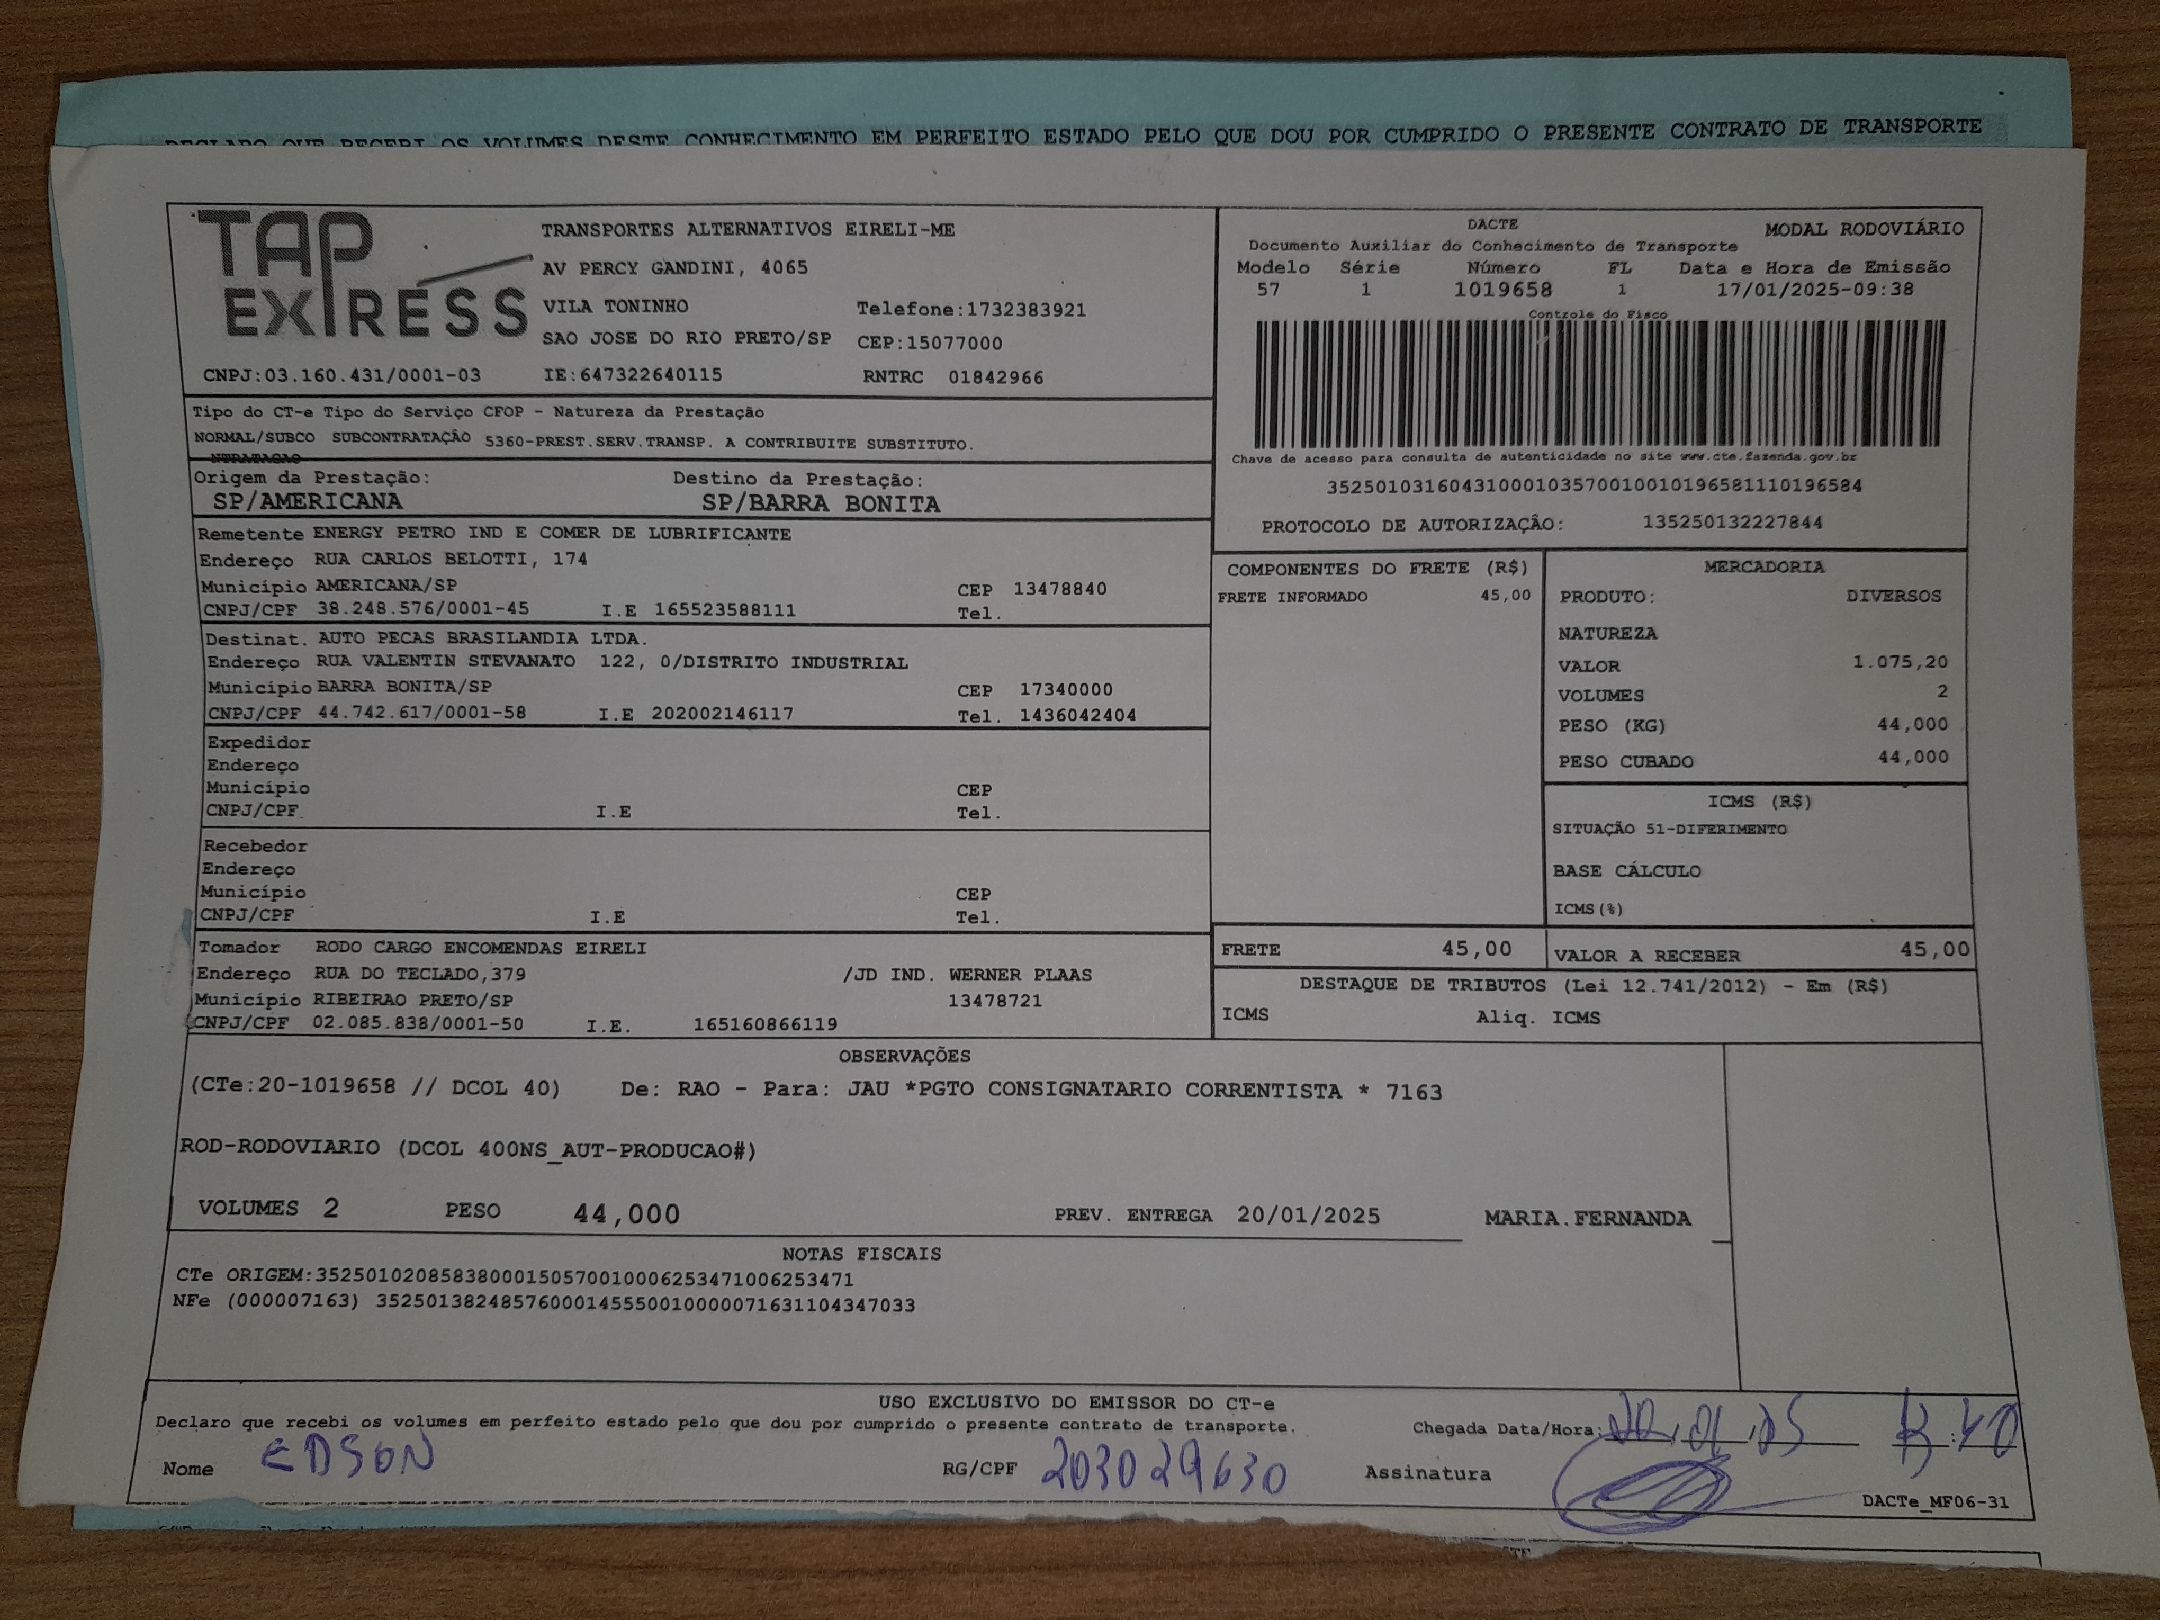 DECLARO QUE RECEBI OS VOLUMES DESTE CONHECIMENTO EM PERFEITO ESTADO PELO QUE DOU POR CUMPRIDO O PRESENTE CONTRATO DE TRANSPORTE
TAP EXPRESS
TRANSPORTES ALTERNATIVOS EIRELI-ME
AV PERCY GANDINI, 4065
VILA TONINHO Telefone:1732383921
SAO JOSE DO RIO PRETO/SP CEP:15077000
CNPJ:03.160.431/0001-03 IE:647322640115 RNTRC 01842966
DACTE MODAL RODOVIÁRIO
Documento Auxiliar do Conhecimento de Transporte
Modelo Série Número FL Data e Hora de Emissão
57 1 1019658 1 17/01/2025-09:38
Controle do Fisco
Chave de acesso para consulta de autenticidade no site www.cte.fazenda.gov.br
35250103160431000103570010010196581110196584
PROTOCOLO DE AUTORIZAÇÃO: 135250132227844
Tipo do CT-e Tipo do Serviço CFOP - Natureza da Prestação
NORMAL/SUBCO SUBCONTRATAÇÃO 5360-PREST.SERV.TRANSP. A CONTRIBUITE SUBSTITUTO.
NTRATACAO
Origem da Prestação: Destino da Prestação:
SP/AMERICANA SP/BARRA BONITA
Remetente ENERGY PETRO IND E COMER DE LUBRIFICANTE
Endereço RUA CARLOS BELOTTI, 174
Município AMERICANA/SP CEP 13478840
CNPJ/CPF 38.248.576/0001-45 I.E 165523588111 Tel.
Destinat. AUTO PECAS BRASILANDIA LTDA.
Endereço RUA VALENTIN STEVANATO 122, 0/DISTRITO INDUSTRIAL
Município BARRA BONITA/SP CEP 17340000
CNPJ/CPF 44.742.617/0001-58 I.E 202002146117 Tel. 1436042404
Expedidor
Endereço
Município CEP
CNPJ/CPF. I.E Tel.
Recebedor
Endereço
Município CEP
CNPJ/CPF I.E Tel.
Tomador RODO CARGO ENCOMENDAS EIRELI
Endereço RUA DO TECLADO,379 /JD IND. WERNER PLAAS
Município RIBEIRAO PRETO/SP 13478721
CNPJ/CPF 02.085.838/0001-50 I.E. 165160866119
COMPONENTES DO FRETE (R$)
FRETE INFORMADO 45,00
MERCADORIA
PRODUTO: DIVERSOS
NATUREZA
VALOR 1.075,20
VOLUMES 2
PESO (KG) 44,000
PESO CUBADO 44,000
ICMS (R$)
SITUAÇÃO 51-DIFERIMENTO
BASE CÁLCULO
ICMS(%)
FRETE 45,00 VALOR A RECEBER 45,00
DESTAQUE DE TRIBUTOS (Lei 12.741/2012) - Em (R$)
ICMS Aliq. ICMS
OBSERVAÇÕES
(CTe:20-1019658 // DCOL 40) De: RAO - Para: JAU *PGTO CONSIGNATARIO CORRENTISTA * 7163
ROD-RODOVIARIO (DCOL 400NS_AUT-PRODUCAO#)
VOLUMES 2 PESO 44,000 PREV. ENTREGA 20/01/2025 MARIA.FERNANDA
NOTAS FISCAIS
CTe ORIGEM:35250102085838000150570010006253471006253471
NFe (000007163) 35250138248576000145550010000071631104347033
USO EXCLUSIVO DO EMISSOR DO CT-e
Declaro que recebi os volumes em perfeito estado pelo que dou por cumprido o presente contrato de transporte. Chegada Data/Hora:
Nome EDSON RG/CPF 203029630 Assinatura
DACTe_MF06-31